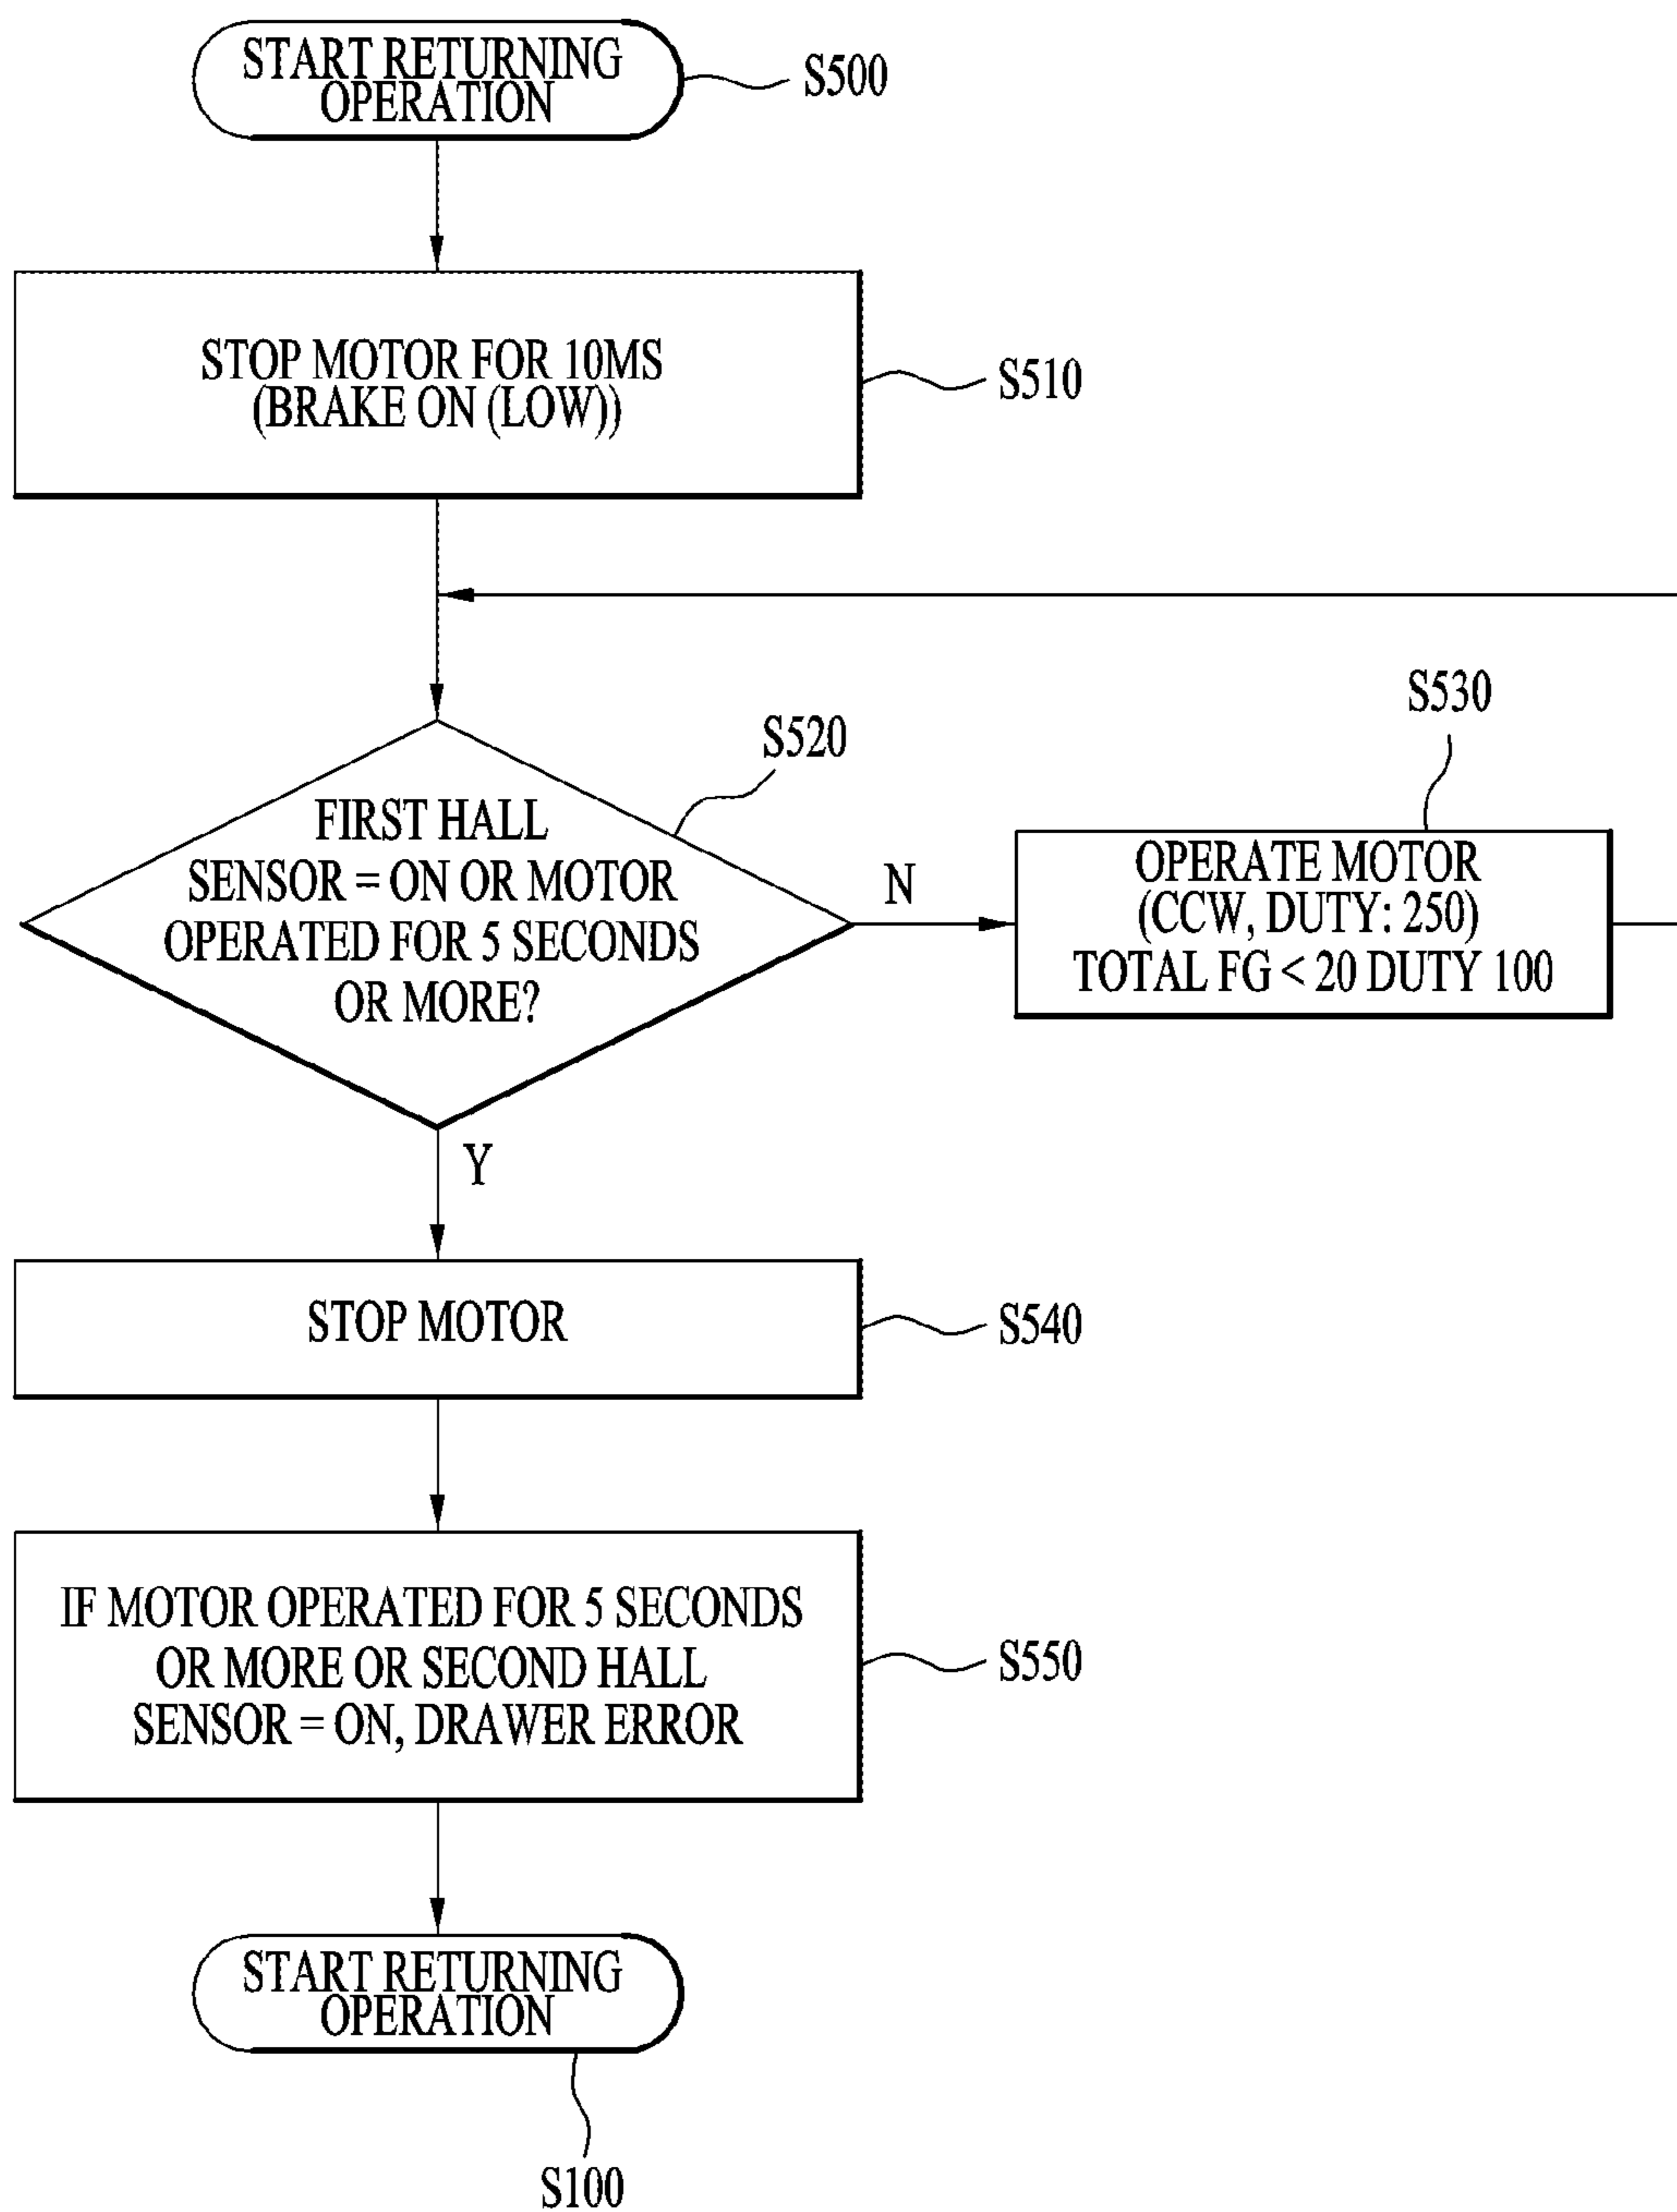 START RETURNING
OPERATION
S500
STOP MOTOR FOR 10MS
(BRAKE ON (LOW))
S510
S520
FIRST HALL
SENSOR = ON OR MOTOR
OPERATED FOR 5 SECONDS
OR MORE?
N
S530
OPERATE MOTOR
(CCW, DUTY: 250)
TOTAL FG < 20 DUTY 100
Y
STOP MOTOR
S540
IF MOTOR OPERATED FOR 5 SECONDS
OR MORE OR SECOND HALL
SENSOR = ON, DRAWER ERROR
S550
START RETURNING
OPERATION
S100